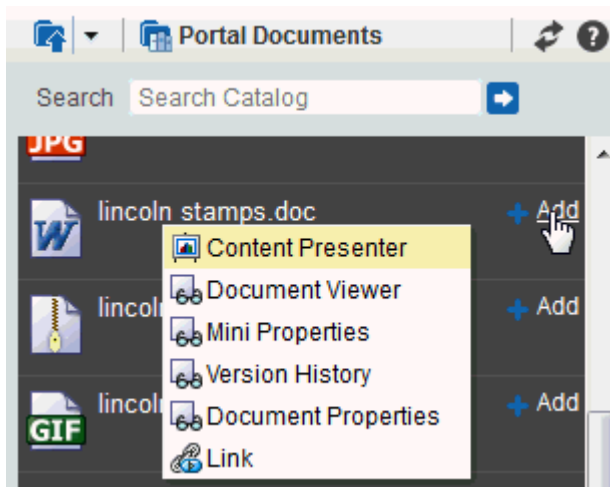 Portal Documents
Search Search Catalog
JPG
lincoln stamps.doc Add
Content Presenter
Document Viewer
lincol Add
Mini Properties
Version History
lincol Add
Document Properties
GIF
Link